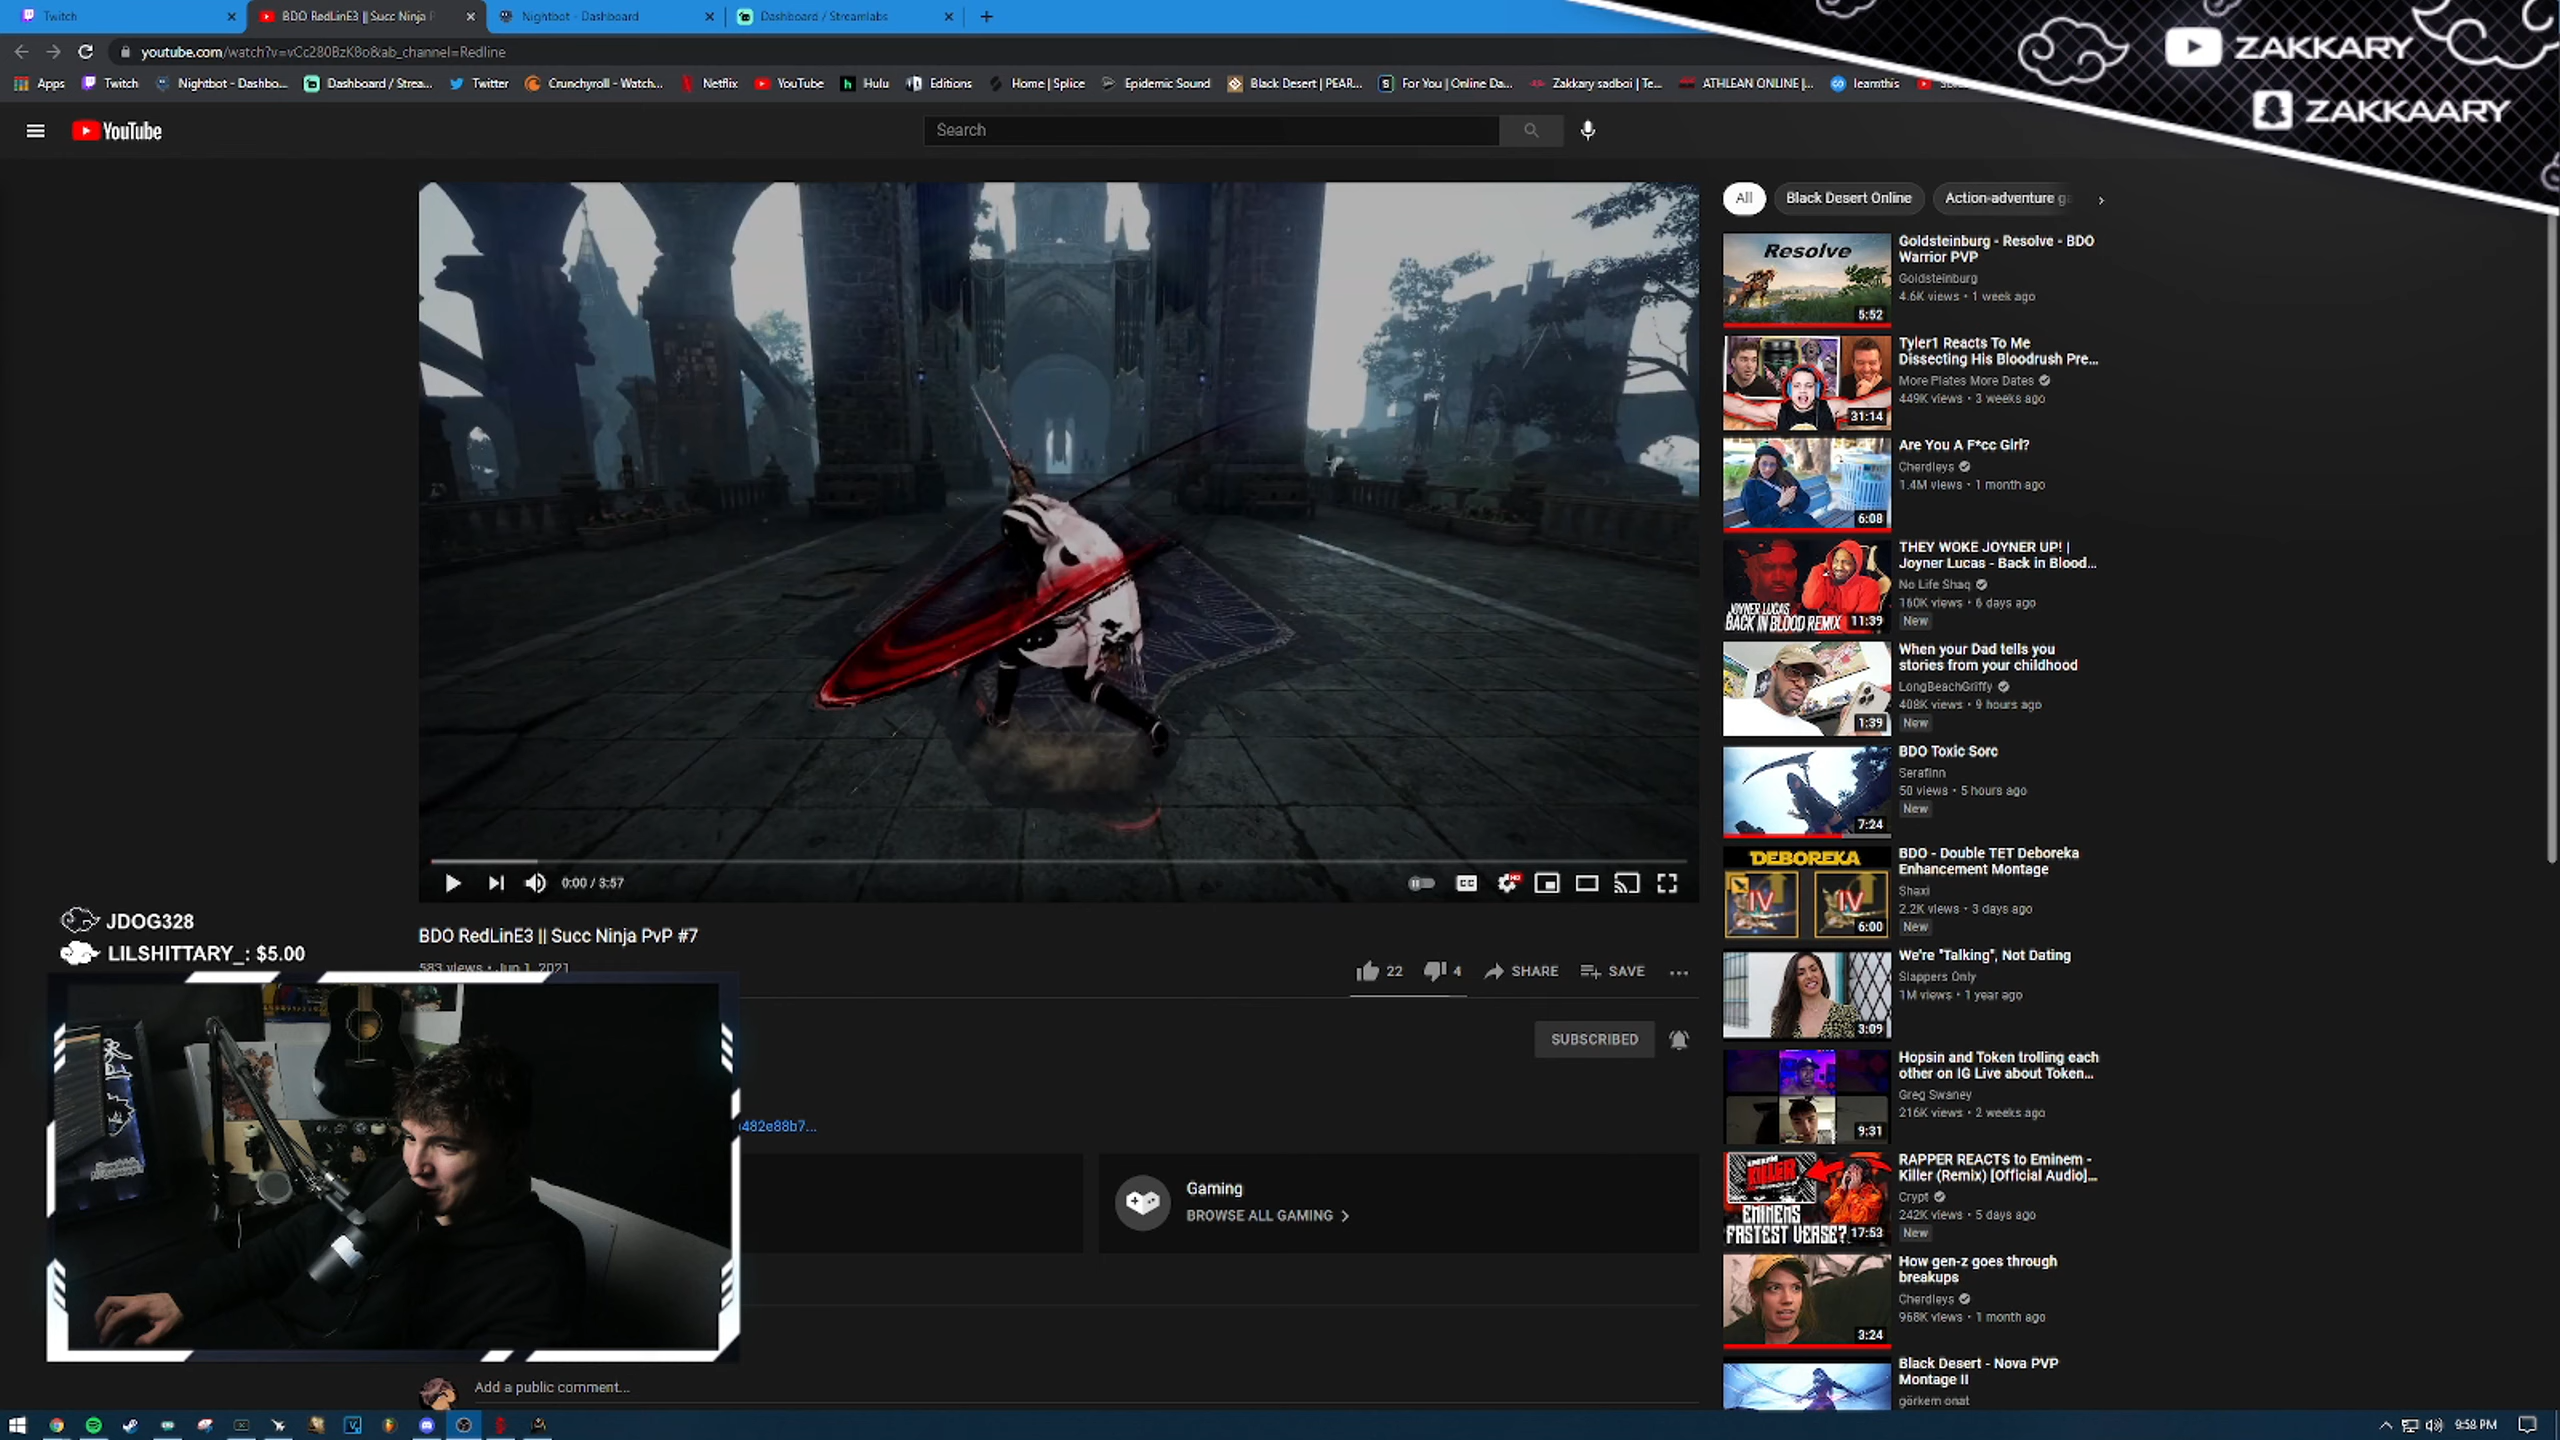 Twitch
BDO RedLinE3 || Succ Ninja P
Nightbot - Dashboard
Dashboard / Streamlabs
ZAKKARY
ZAKKAARY
youtube.com/watch?v=vCc280BzK8o&ab_channel=Redline
Apps
Twitch
Nightbot - Dashbo...
Dashboard / Strea...
Twitter
Crunchyroll - Watch...
Netflix
YouTube
Hulu
Editions
Home | Splice
Epidemic Sound
Black Desert | PEAR...
For You | Online Da...
Zakkary sadboi | Te...
ATHLEAN ONLINE |...
learnthis
YouTube
Search
All
Black Desert Online
Action-adventure ga
Resolve
5:52
Goldsteinburg - Resolve - BDO
Warrior PVP
Goldsteinburg
4.6K views • 1 week ago
31:14
Tyler1 Reacts To Me
Dissecting His Bloodrush Pre...
More Plates More Dates
449K views • 3 weeks ago
6:08
Are You A F*cc Girl?
Cherdleys
1.4M views • 1 month ago
JOYNER LUCAS
BACK IN BLOOD REMIX
11:39
THEY WOKE JOYNER UP! |
Joyner Lucas - Back in Blood...
No Life Shaq
160K views • 6 days ago
New
1:39
When your Dad tells you
stories from your childhood
LongBeachGriffy
408K views • 9 hours ago
New
7:24
BDO Toxic Sorc
Serafinn
50 views • 5 hours ago
New
DEBOREKA
IV
IV
6:00
BDO - Double TET Deboreka
Enhancement Montage
Shaxi
2.2K views • 3 days ago
New
3:09
We're "Talking", Not Dating
Slappers Only
1M views • 1 year ago
9:31
Hopsin and Token trolling each
other on IG Live about Token...
Greg Swaney
216K views • 2 weeks ago
KILLER
EMINEMS
FASTEST VERSE?
17:53
RAPPER REACTS to Eminem -
Killer (Remix) [Official Audio]...
Crypt
242K views • 5 days ago
New
3:24
How gen-z goes through
breakups
Cherdleys
968K views • 1 month ago
Black Desert - Nova PVP
Montage II
görkem onat
0:00 / 3:57
CC
HD
BDO RedLinE3 || Succ Ninja PvP #7
583 views • Jun 1, 2021
22
4
SHARE
SAVE
SUBSCRIBED
JDOG328
LILSHITTARY_: $5.00
482e88b7...
Gaming
BROWSE ALL GAMING
Add a public comment...
9:58 PM